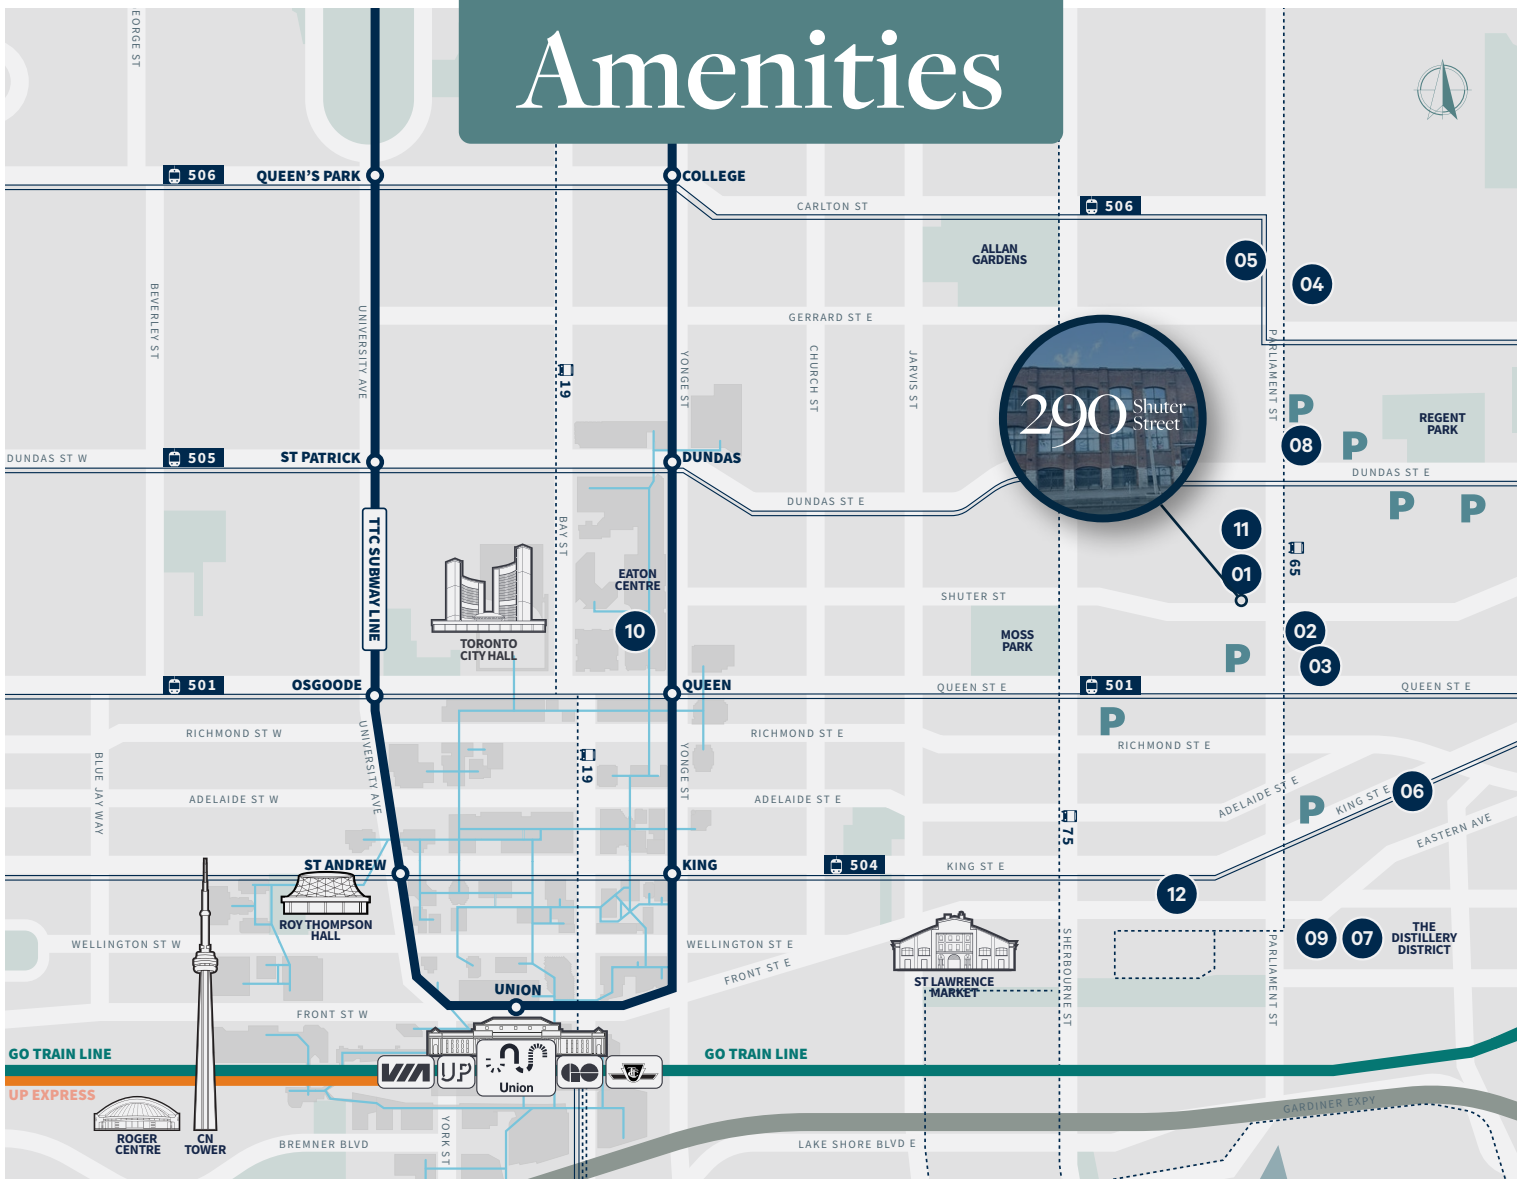 Amenities
EORGE ST
506
QUEEN'S PARK
COLLEGE
CARLTON ST
506
ALLAN
GARDENS
05
04
BEVERLEY ST
UNIVERSITY AVE
GERRARD ST E
19
YONGE ST
CHURCH ST
JARVIS ST
PARLIAMENT ST
290 Shuter
Street
P
REGENT
PARK
08
P
DUNDAS ST W
505
ST PATRICK
DUNDAS
DUNDAS ST E
DUNDAS ST E
P
P
TTC SUBWAY LINE
BAY ST
11
65
EATON
CENTRE
01
SHUTER ST
10
TORONTO
CITY HALL
MOSS
PARK
02
03
P
501
OSGOODE
QUEEN
QUEEN ST E
501
QUEEN ST E
P
RICHMOND ST W
UNIVERSITY AVE
RICHMOND ST E
RICHMOND ST E
BLUE JAY WAY
19
YONGE ST
ADELAIDE ST W
ADELAIDE ST E
ADELAIDE ST E
P
KING ST E
06
75
EASTERN AVE
ST ANDREW
KING
504
KING ST E
12
ROY THOMPSON
HALL
WELLINGTON ST W
WELLINGTON ST E
FRONT ST E
SHERBOURNE ST
PARLIAMENT ST
09
07
THE
DISTILLERY
DISTRICT
ST LAWRENCE
MARKET
UNION
FRONT ST W
GO TRAIN LINE
GO TRAIN LINE
VIA
UP
Union
GO
TTC
UP EXPRESS
ROGER
CENTRE
CN
TOWER
BREMNER BLVD
YORK ST
LAKE SHORE BLVD E
GARDINER EXPY